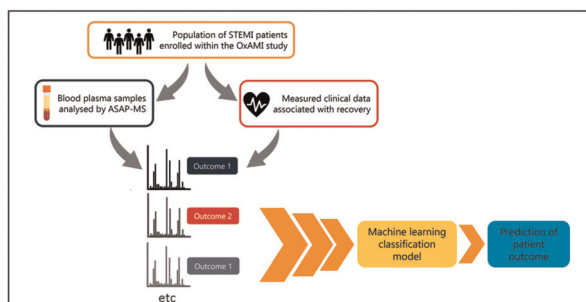 Population of STEMI patients
enrolled within the OxAMI study
Blood plasma samples
analysed by ASAP-MS
Measured clinical data
associated with recovery
Outcome 1
Outcome 2
Outcome 1
etc
Machine learning
classification
model
Prediction of
patient
outcome